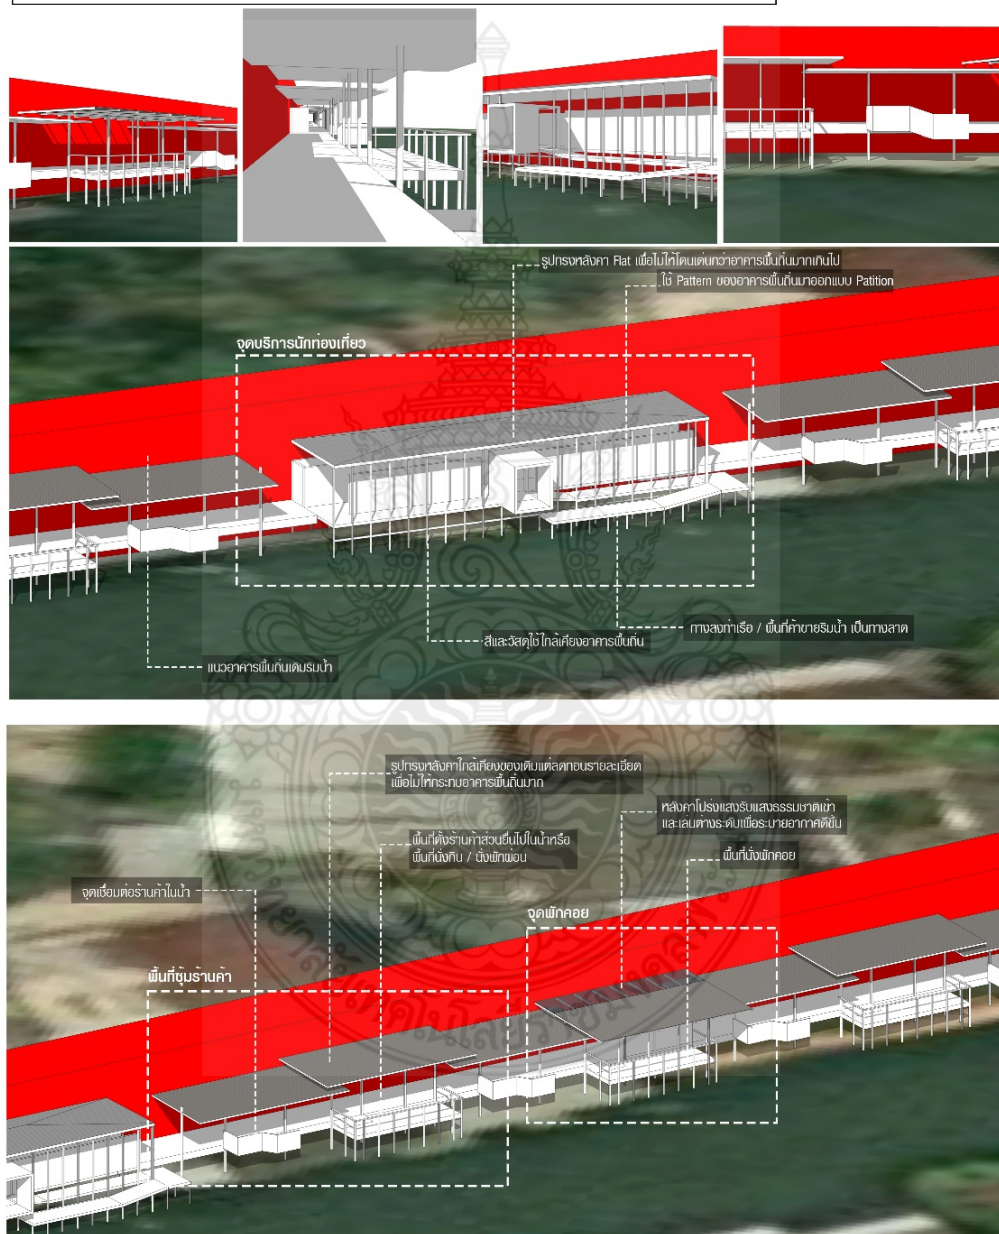 รูปทรงหลังคา Flat เพื่อไม่ให้โดนเด่นกว่าอาคารพื้นถิ่นมากเกินไป
ใช้ Pattern ของอาคารพื้นถิ่นมาออกแบบ Patition
จุดบริการนักท่องเที่ยว
ทางลงท่าเรือ / พื้นที่ค้าขายริมน้ำ เป็นทางลาด
สีและวัสดุใช้ใกล้เคียงอาคารพื้นถิ่น
แนวอาคารพื้นถิ่นเดิมริมน้ำ
รูปทรงหลังคาใกล้เคียงของเดิมแต่ลดทอนรายละเอียด
เพื่อไม่ให้กระทบอาคารพื้นถิ่นมาก
หลังคาโปร่งแสงรับแสงธรรมชาติเข้า
และเล่นต่างระดับเพื่อระบายอากาศดีขึ้น
พื้นที่ตั้งร้านค้าส่วนยื่นไปในน้ำหรือ
พื้นที่นั่งกิน / นั่งพักผ่อน
พื้นที่นั่งพักคอย
จุดเชื่อมต่อร้านค้าในน้ำ
จุดพักคอย
พื้นที่ซุ้มร้านค้า